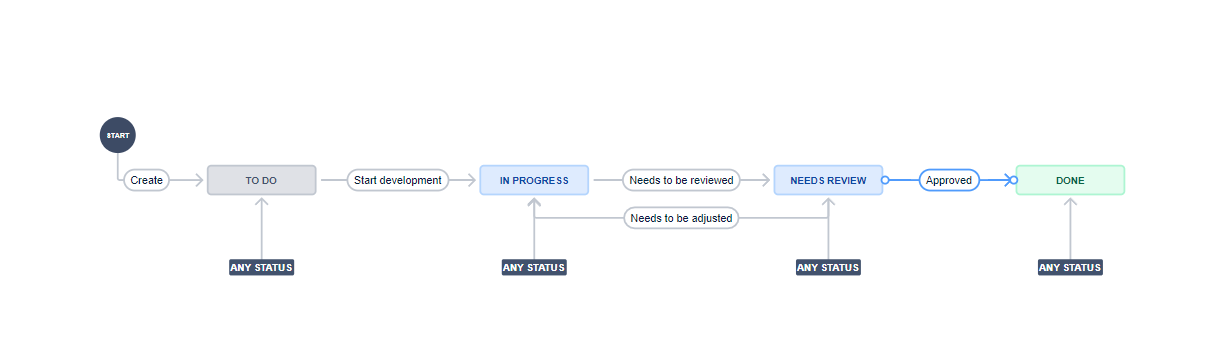 START
Create
TO DO
Start development
IN PROGRESS
Needs to be reviewed
NEEDS REVIEW
Approved
DONE
Needs to be adjusted
ANY STATUS
ANY STATUS
ANY STATUS
ANY STATUS